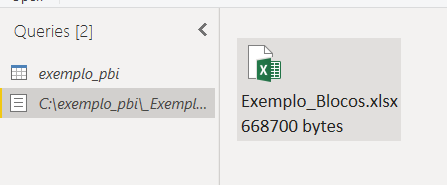 Queries [2]
exemplo_pbi
C:\exemplo_pbi\_Exempl...
Exemplo_Blocos.xlsx
668700 bytes